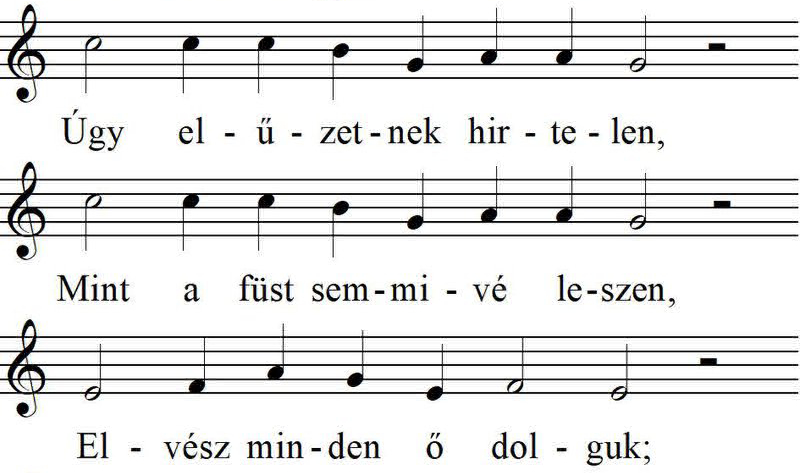 Úgy el - ű - zet - nek hir - te - len,
Mint a füst sem - mi - vé le - szen,
El - vész min - den ő dol - guk;